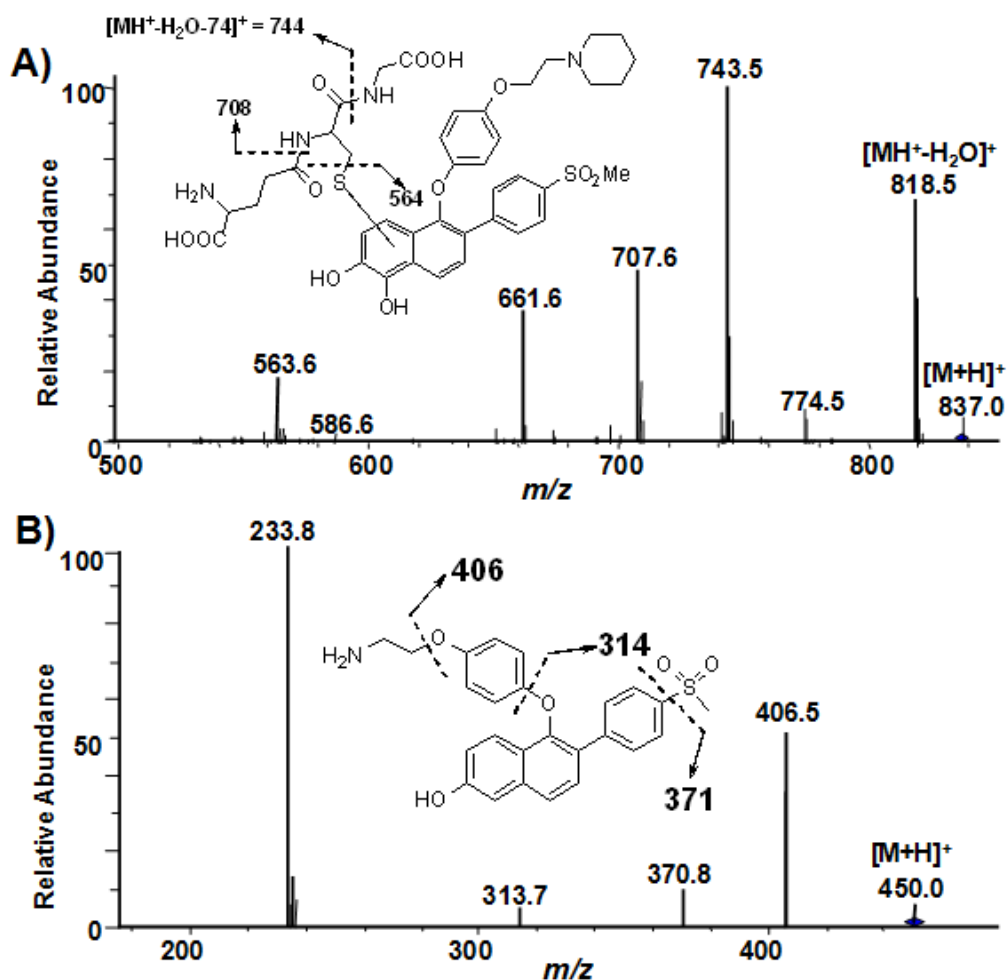 [MH⁺-H₂O-74]⁺ = 744
A)
COOH
O
NH
N
O
743.5
100
708
O
NH
[MH⁺-H₂O]⁺
818.5
O
S
O
SO₂Me
H₂N
564
HOOC
HO
OH
Relative Abundance
50
707.6
661.6
563.6
586.6
774.5
[M+H]⁺
837.0
0
500
600
700
800
m/z
B)
233.8
100
406
H₂N
O
314
O
O
S
O
406.5
50
HO
371
Relative Abundance
[M+H]⁺
450.0
313.7
370.8
0
200
300
400
m/z